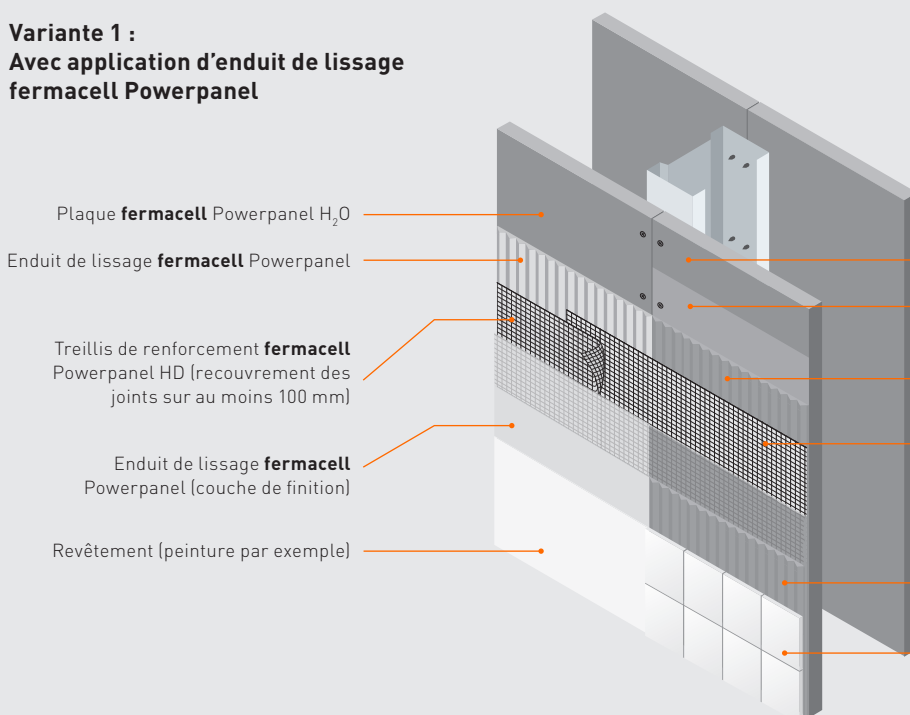 Variante 1 :
Avec application d’enduit de lissage
fermacell Powerpanel
Plaque fermacell Powerpanel H₂O
Enduit de lissage fermacell Powerpanel
Treillis de renforcement fermacell
Powerpanel HD (recouvrement des
joints sur au moins 100 mm)
Enduit de lissage fermacell
Powerpanel (couche de finition)
Revêtement (peinture par exemple)